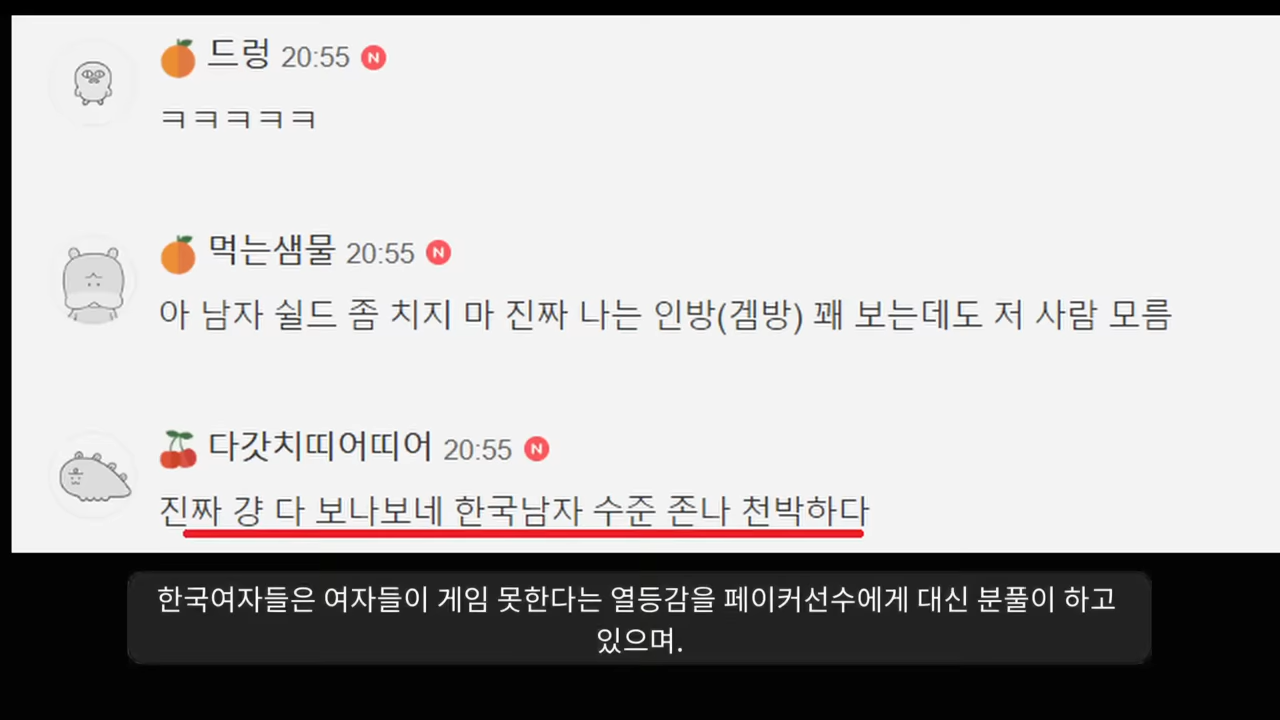 드렁 20:55 N
ㅋㅋㅋㅋㅋ
먹는샘물 20:55 N
아 남자 쉴드 좀 치지 마 진짜 나는 인방(겜방) 꽤 보는데도 저 사람 모름
다갓치띠어띠어 20:55 N
진짜 걍 다 보나보네 한국남자 수준 존나 천박하다
한국여자들은 여자들이 게임 못한다는 열등감을 페이커선수에게 대신 분풀이 하고
있으며.